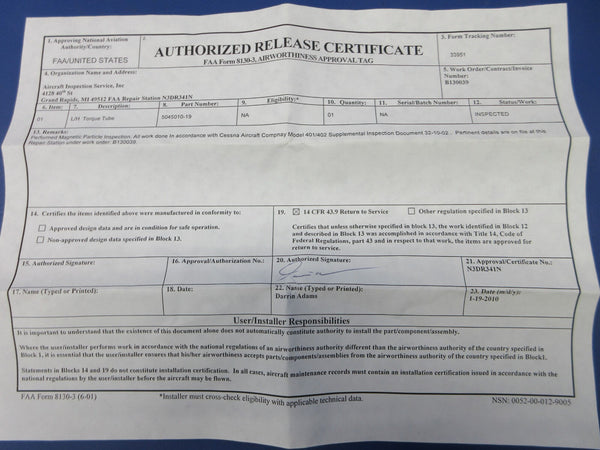 1. Approving National Aviation Authority/Country:
FAA/UNITED STATES
2.
AUTHORIZED RELEASE CERTIFICATE
FAA Form 8130-3, AIRWORTHINESS APPROVAL TAG
3. Form Tracking Number:
33951
4. Organization Name and Address:
Aircraft Inspection Service, Inc
4128 40th St
Grand Rapids, MI 49512 FAA Repair Station N3DR341N
5. Work Order/Contract/Invoice
Number:
B130039
6. Item: 7. Description: 8. Part Number: 9. Eligibility:* 10. Quantity: 11. Serial/Batch Number: 12. Status/Work:
01 L/H Torque Tube 5045010-19 NA 01 NA INSPECTED
13. Remarks:
Performed Magnetic Particle Inspection. All work done in accordance with Cessna Aircraft Compnay Model 401/402 Supplemental Inspection Document 32-10-02 . Pertinent details are on file at this
Repair Station under work order: B130039.
14. Certifies the items identified above were manufactured in conformity to:
Approved design data and are in condition for safe operation.
Non-approved design data specified in Block 13.
19. 14 CFR 43.9 Return to Service Other regulation specified in Block 13
Certifies that unless otherwise specified in block 13, the work identified in Block 12
and described in Block 13 was accomplished in accordance with Title 14, Code of
Federal Regulations, part 43 and in respect to that work, the items are approved for
return to service.
15. Authorized Signature: 16. Approval/Authorization No.: 20. Authorized Signature: 21. Approval/Certificate No.:
N3DR341N
17. Name (Typed or Printed): 18. Date: 22. Name (Typed or Printed): 23. Date (m/d/y):
Darrin Adams 1-19-2010
User/Installer Responsibilities
It is important to understand that the existence of this document alone does not automatically constitute authority to install the part/component/assembly.
Where the user/installer performs work in accordance with the national regulations of an airworthiness authority different than the airworthiness authority of the country specified in
Block 1, it is essential that the user/installer ensures that his/her airworthiness accepts parts/components/assemblies from the airworthiness authority of the country specified in Block1.
Statements in Blocks 14 and 19 do not constitute installation certification. In all cases, aircraft maintenance records must contain an installation certification issued in accordance with the
national regulations by the user/installer before the aircraft may be flown.
FAA Form 8130-3 (6-01) *Installer must cross-check eligibility with applicable technical data. NSN: 0052-00-012-9005